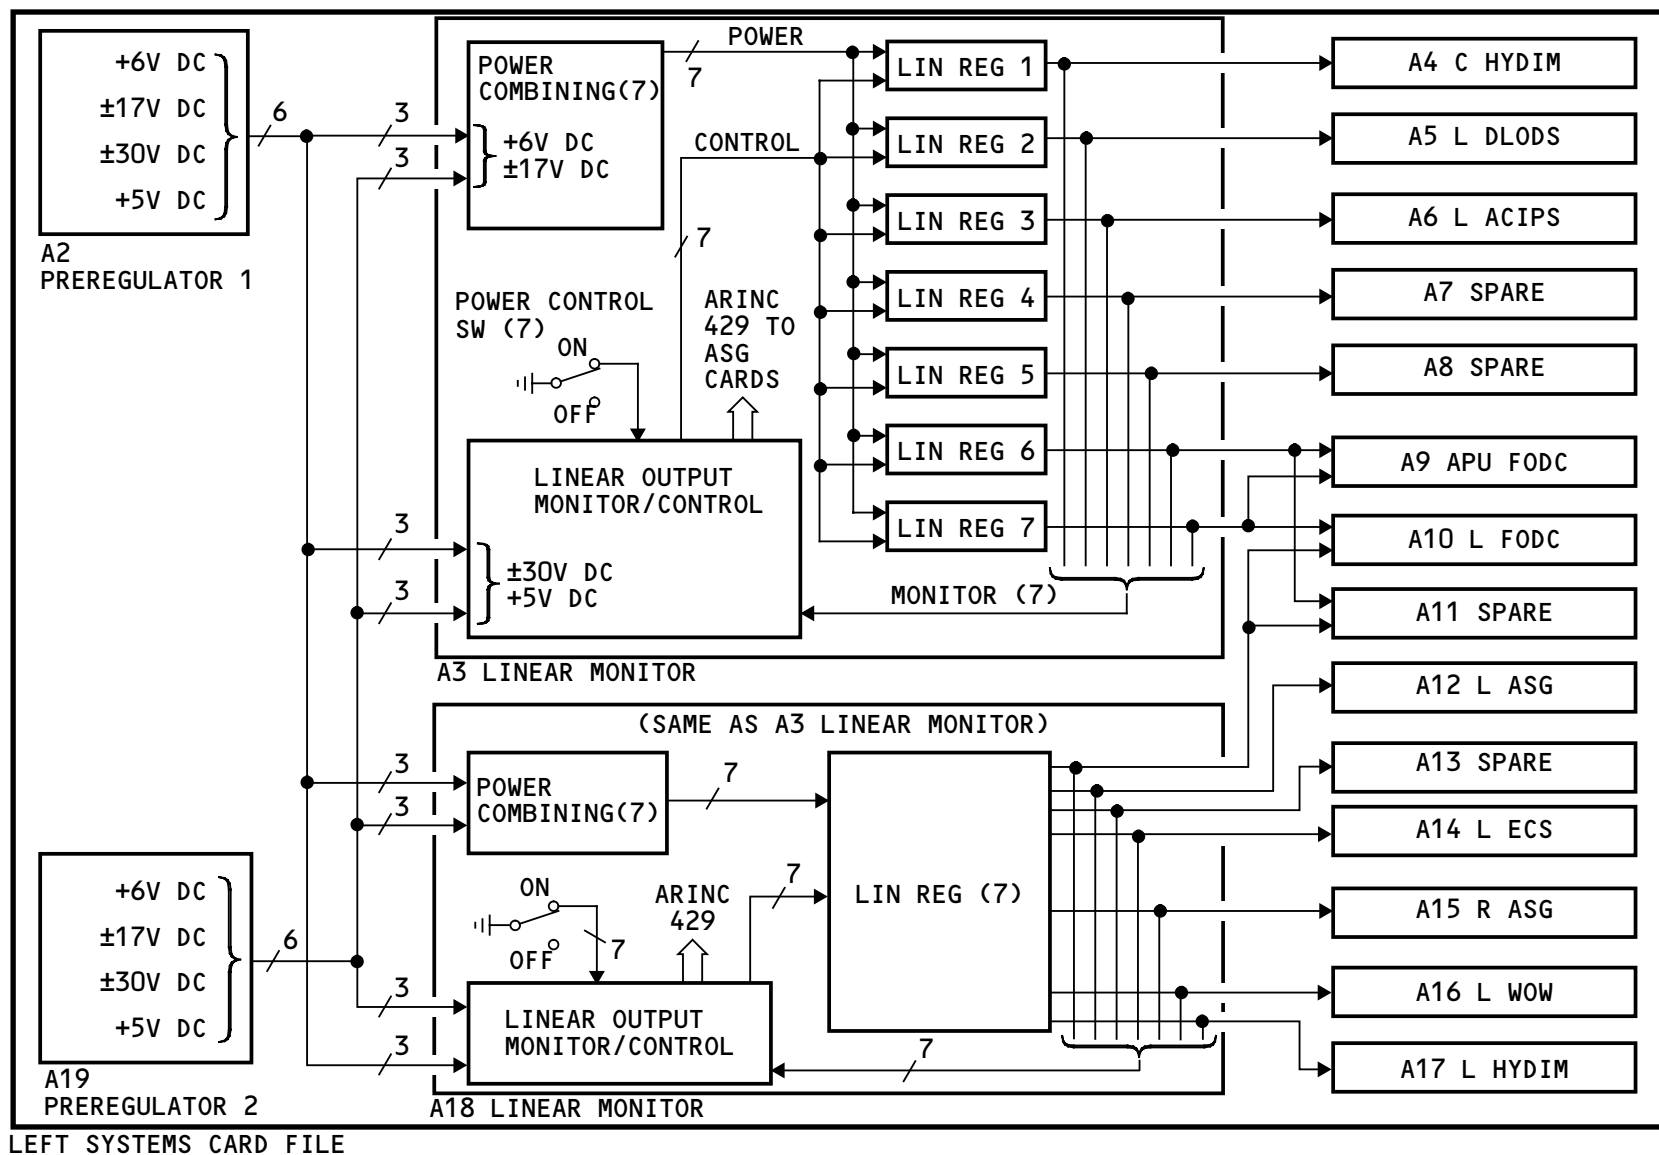 +6V DC
±17V DC
±30V DC
+5V DC
A2
PREREGULATOR 1
6
3
3
POWER
COMBINING(7)
+6V DC
±17V DC
POWER
7
CONTROL
7
POWER CONTROL
SW (7)
ON
OFF
ARINC
429 TO
ASG
CARDS
LINEAR OUTPUT
MONITOR/CONTROL
3
3
±30V DC
+5V DC
LIN REG 1
LIN REG 2
LIN REG 3
LIN REG 4
LIN REG 5
LIN REG 6
LIN REG 7
MONITOR (7)
A3 LINEAR MONITOR
A4 C HYDIM
A5 L DLODS
A6 L ACIPS
A7 SPARE
A8 SPARE
A9 APU FODC
A10 L FODC
A11 SPARE
A12 L ASG
A13 SPARE
A14 L ECS
A15 R ASG
A16 L WOW
A17 L HYDIM
(SAME AS A3 LINEAR MONITOR)
3
3
POWER
COMBINING(7)
7
ON
OFF
7
ARINC
429
7
LIN REG (7)
3
3
LINEAR OUTPUT
MONITOR/CONTROL
7
A18 LINEAR MONITOR
+6V DC
±17V DC
±30V DC
+5V DC
6
A19
PREREGULATOR 2
LEFT SYSTEMS CARD FILE